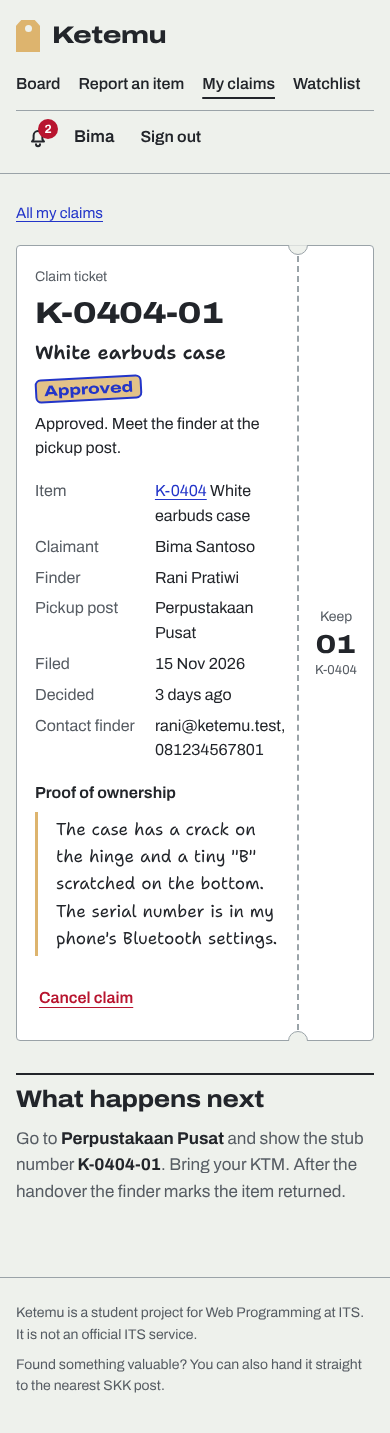 Ketemu
Board Report an item My claims Watchlist
2 Bima Sign out
All my claims
Claim ticket
K-0404-01
White earbuds case
Approved
Approved. Meet the finder at the
pickup post.
Item K-0404 White
earbuds case
Claimant Bima Santoso
Finder Rani Pratiwi
Pickup post Perpustakaan
Pusat
Filed 15 Nov 2026
Decided 3 days ago
Contact finder rani@ketemu.test,
081234567801
Keep
01
K-0404
Proof of ownership
The case has a crack on
the hinge and a tiny "B"
scratched on the bottom.
The serial number is in my
phone's Bluetooth settings.
Cancel claim
What happens next
Go to Perpustakaan Pusat and show the stub
number K-0404-01. Bring your KTM. After the
handover the finder marks the item returned.
Ketemu is a student project for Web Programming at ITS.
It is not an official ITS service.
Found something valuable? You can also hand it straight
to the nearest SKK post.